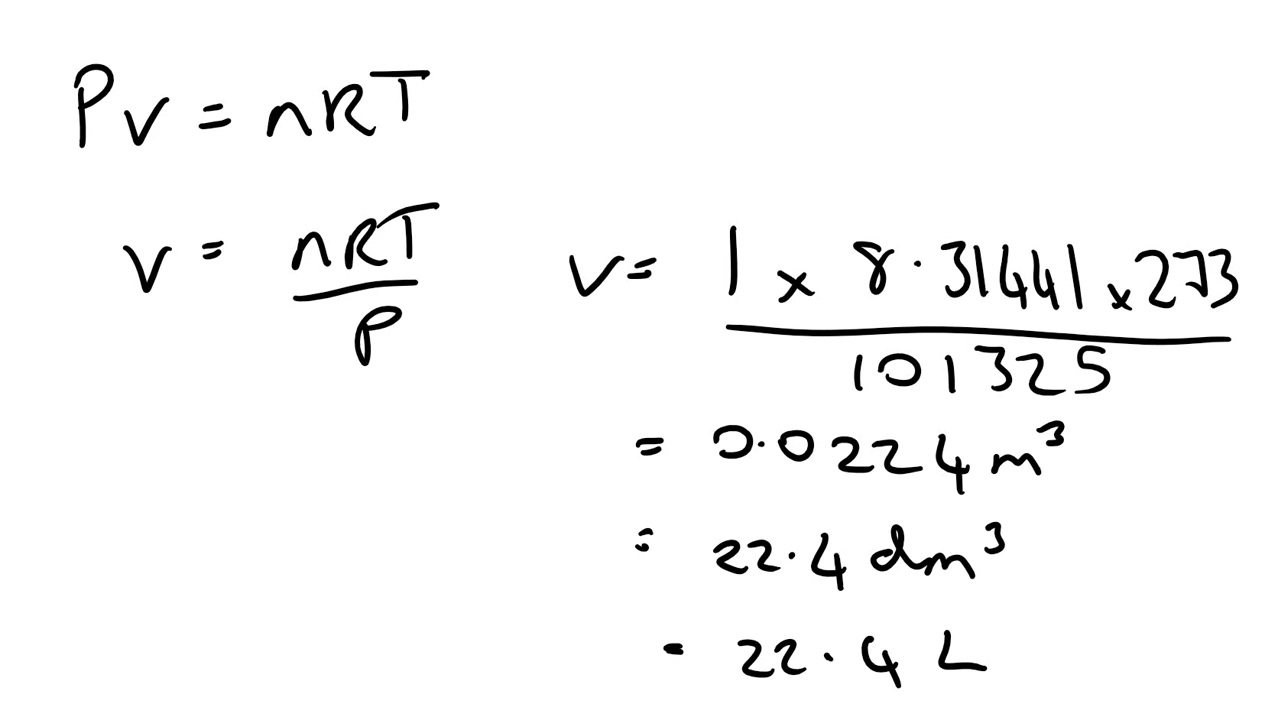 PV = nRT
V = nRT / P
V = 1 x 8.31441 x 273 / 101325
= 0.0224 m³
= 22.4 dm³
= 22.4 L